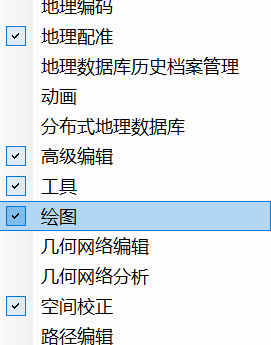 地理编码
地理配准
地理数据库历史档案管理
动画
分布式地理数据库
高级编辑
工具
绘图
几何网络编辑
几何网络分析
空间校正
路径编辑